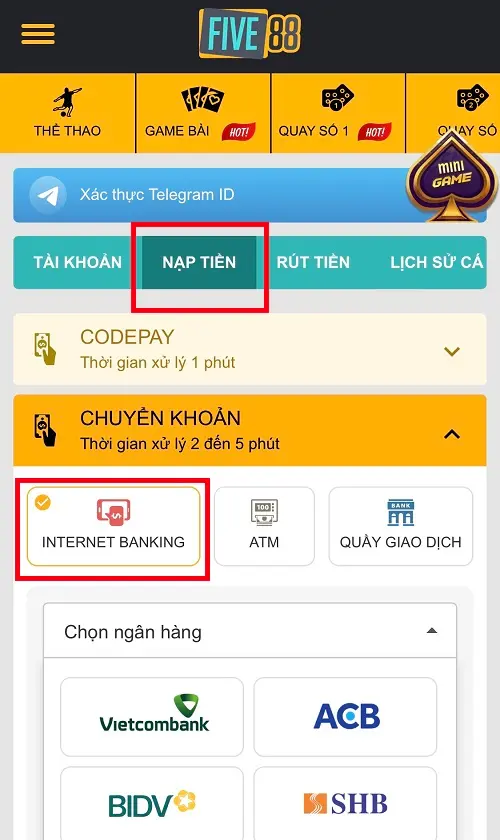 FIVE88
THỂ THAO
GAME BÀI HOT!
QUAY SỐ 1 HOT!
QUAY SỐ
1
2
MINI
GAME
Xác thực Telegram ID
TÀI KHOẢN NẠP TIỀN RÚT TIỀN LỊCH SỬ CÁ
CODEPAY
Thời gian xử lý 1 phút
CHUYỂN KHOẢN
Thời gian xử lý 2 đến 5 phút
100
BANK
INTERNET BANKING ATM QUẦY GIAO DỊCH
Chọn ngân hàng
Vietcombank ACB
BIDV SHB